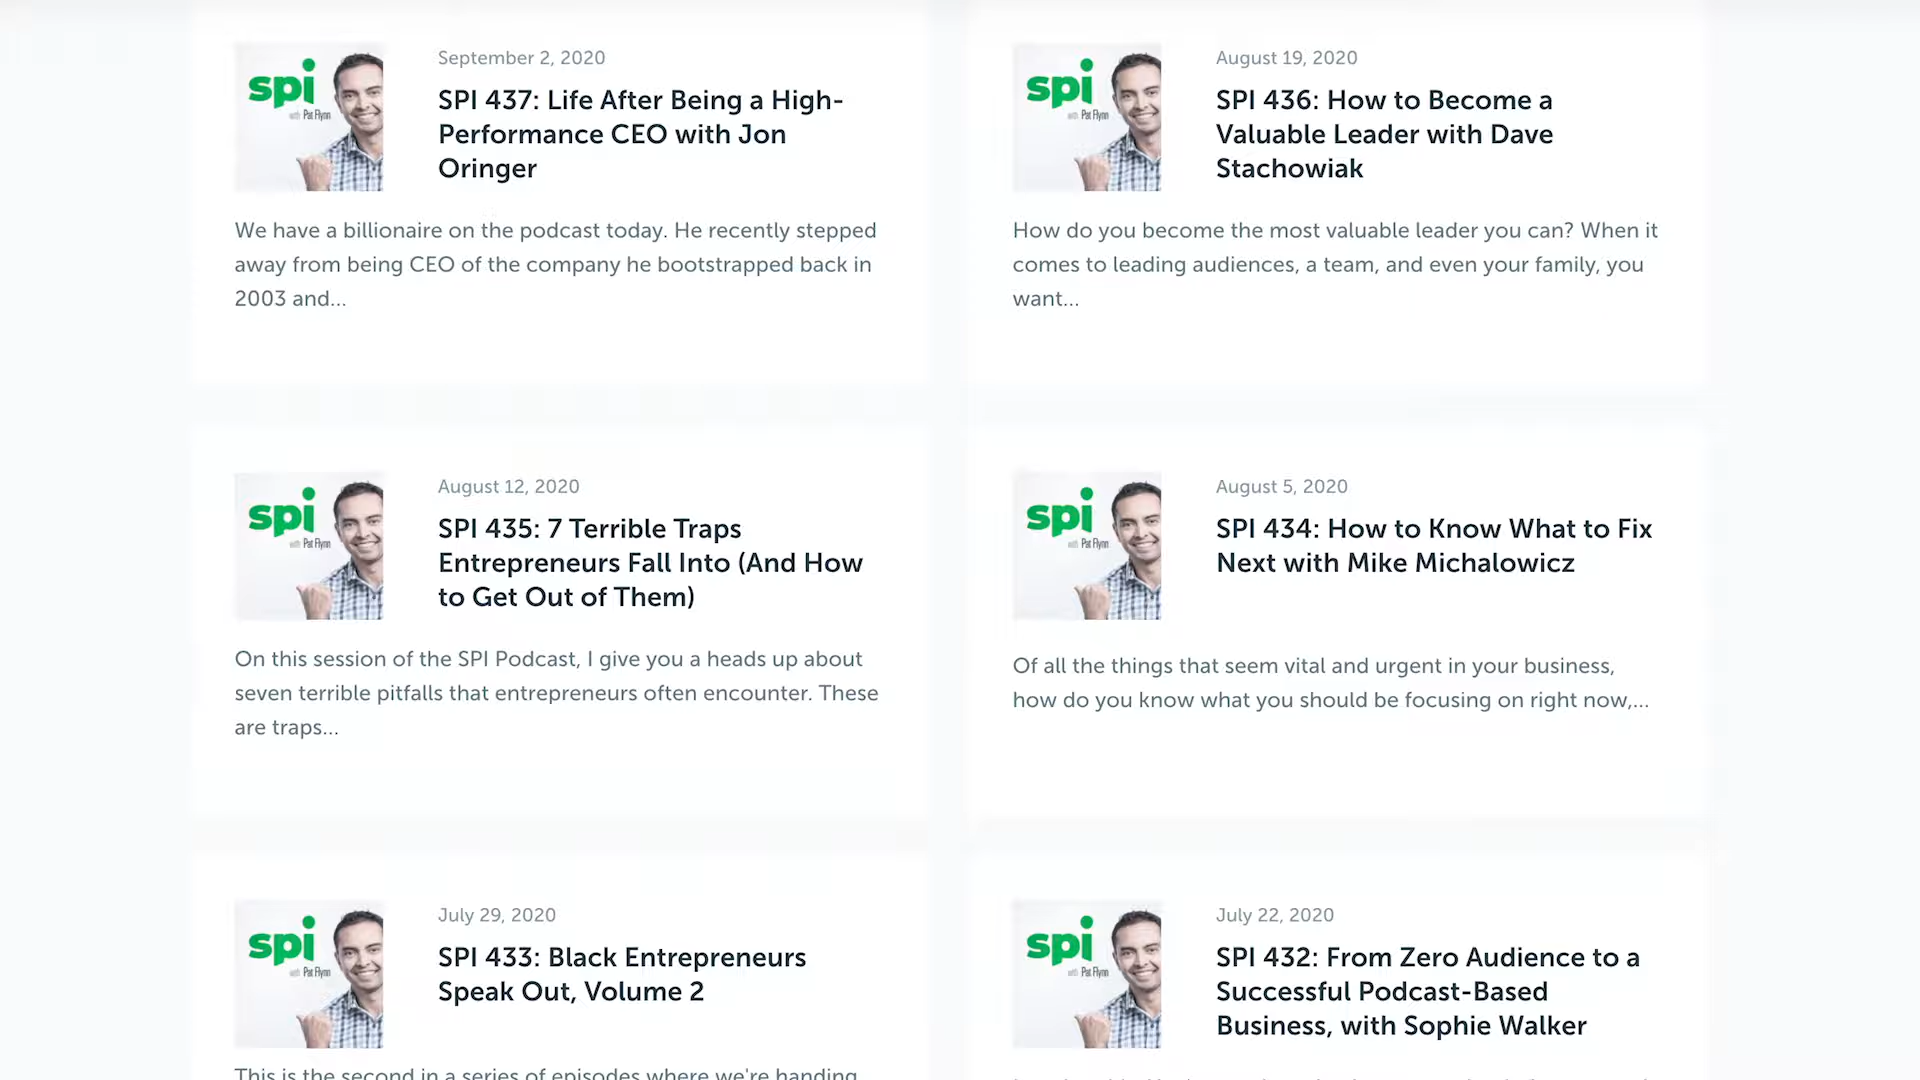 spi
with Pat Flynn
September 2, 2020
SPI 437: Life After Being a High-
Performance CEO with Jon
Oringer
We have a billionaire on the podcast today. He recently stepped
away from being CEO of the company he bootstrapped back in
2003 and...
spi
with Pat Flynn
August 19, 2020
SPI 436: How to Become a
Valuable Leader with Dave
Stachowiak
How do you become the most valuable leader you can? When it
comes to leading audiences, a team, and even your family, you
want...
spi
with Pat Flynn
August 12, 2020
SPI 435: 7 Terrible Traps
Entrepreneurs Fall Into (And How
to Get Out of Them)
On this session of the SPI Podcast, I give you a heads up about
seven terrible pitfalls that entrepreneurs often encounter. These
are traps...
spi
with Pat Flynn
August 5, 2020
SPI 434: How to Know What to Fix
Next with Mike Michalowicz
Of all the things that seem vital and urgent in your business,
how do you know what you should be focusing on right now,...
spi
with Pat Flynn
July 29, 2020
SPI 433: Black Entrepreneurs
Speak Out, Volume 2
This is the second in a series of episodes where we're handing
spi
with Pat Flynn
July 22, 2020
SPI 432: From Zero Audience to a
Successful Podcast-Based
Business, with Sophie Walker